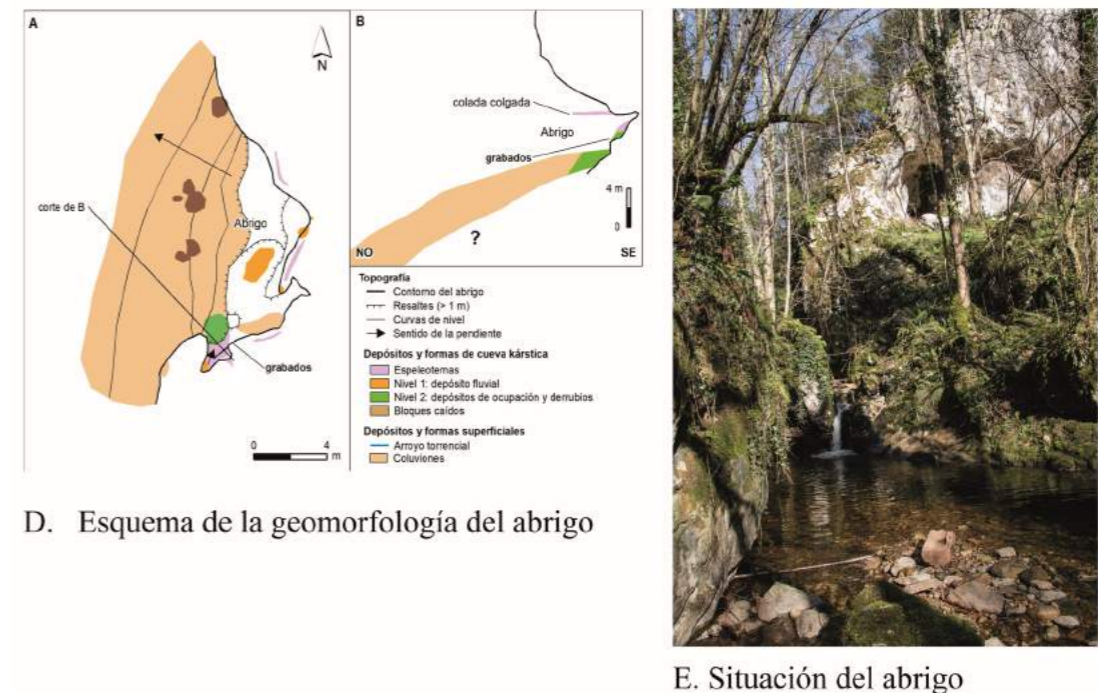 A
N
corte de B
Abrigo
grabados
0 4
m
B
colada colgada
Abrigo
grabados
4 m
0
?
NO SE
Topografía
Contorno del abrigo
Resaltes (> 1 m)
Curvas de nivel
Sentido de la pendiente
Depósitos y formas de cueva kárstica
Espeleotemas
Nivel 1: depósito fluvial
Nivel 2: depósitos de ocupación y derrubios
Bloques caídos
Depósitos y formas superficiales
Arroyo torrencial
Coluviones
D. Esquema de la geomorfología del abrigo
E. Situación del abrigo